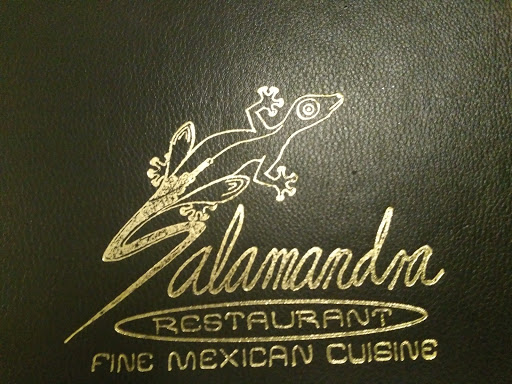 Salamandra
RESTAURANT
FINE MEXICAN CUISINE